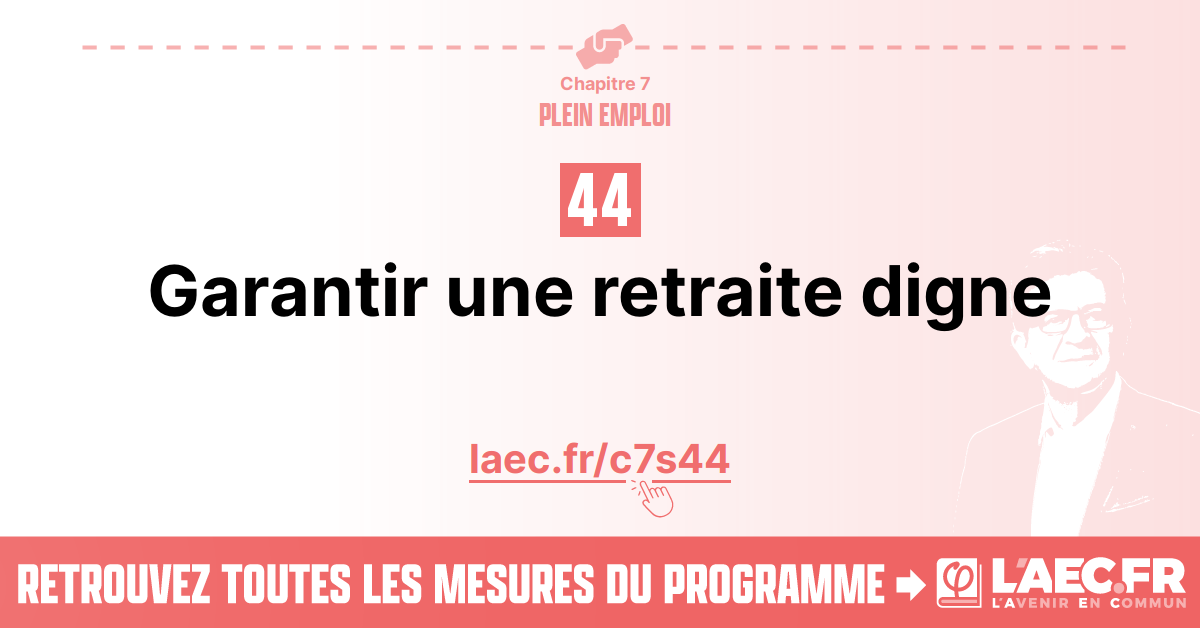 Chapitre 7
PLEIN EMPLOI
44
Garantir une retraite digne
laec.fr/c7s44
RETROUVEZ TOUTES LES MESURES DU PROGRAMME
φ L'AEC.FR
L'AVENIR EN COMMUN